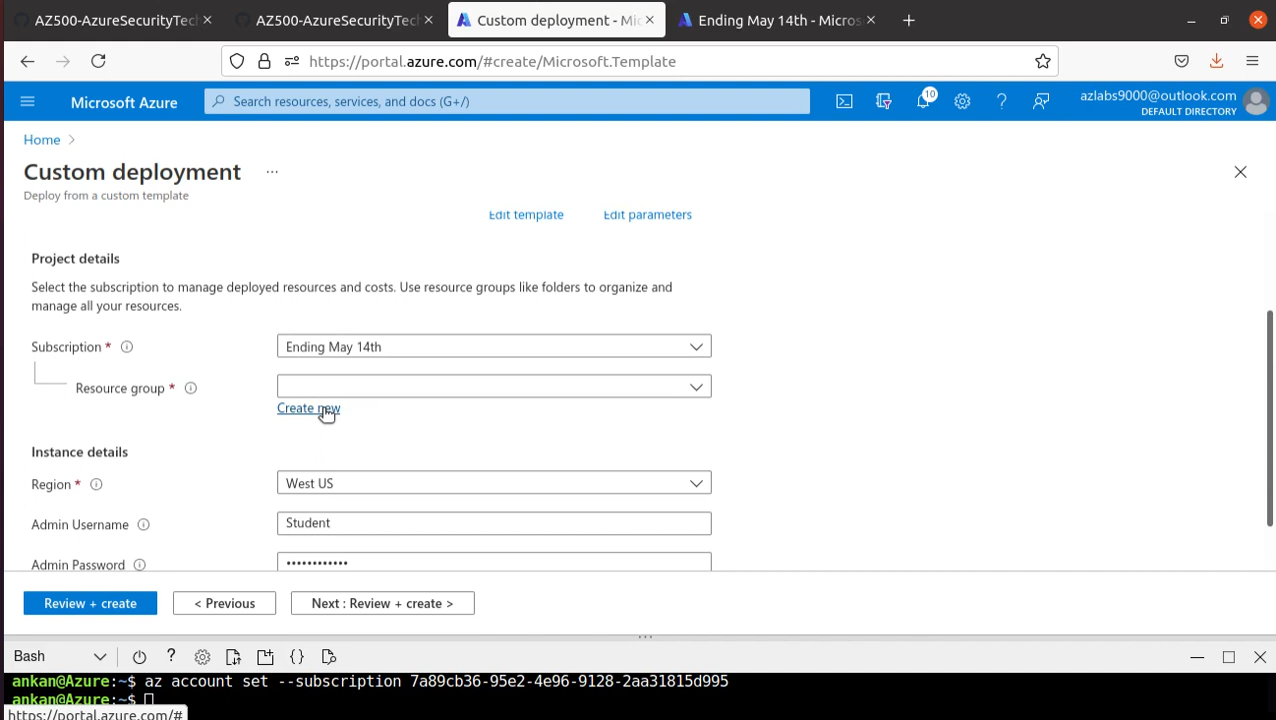 AZ500-AzureSecurityTech
AZ500-AzureSecurityTech
Custom deployment - Mic
Ending May 14th - Micros
https://portal.azure.com/#create/Microsoft.Template
Microsoft Azure
Search resources, services, and docs (G+/)
10
azlabs9000@outlook.com
DEFAULT DIRECTORY
Home >
Custom deployment ...
Deploy from a custom template
Edit template
Edit parameters
Project details
Select the subscription to manage deployed resources and costs. Use resource groups like folders to organize and
manage all your resources.
Subscription *
Ending May 14th
Resource group *
Create new
Instance details
Region *
West US
Admin Username
Student
Admin Password
••••••••••••
Review + create
< Previous
Next : Review + create >
Bash
ankan@Azure:~$ az account set --subscription 7a89cb36-95e2-4e96-9128-2aa31815d995
ankan@Azure:~$
https://portal.azure.com/#